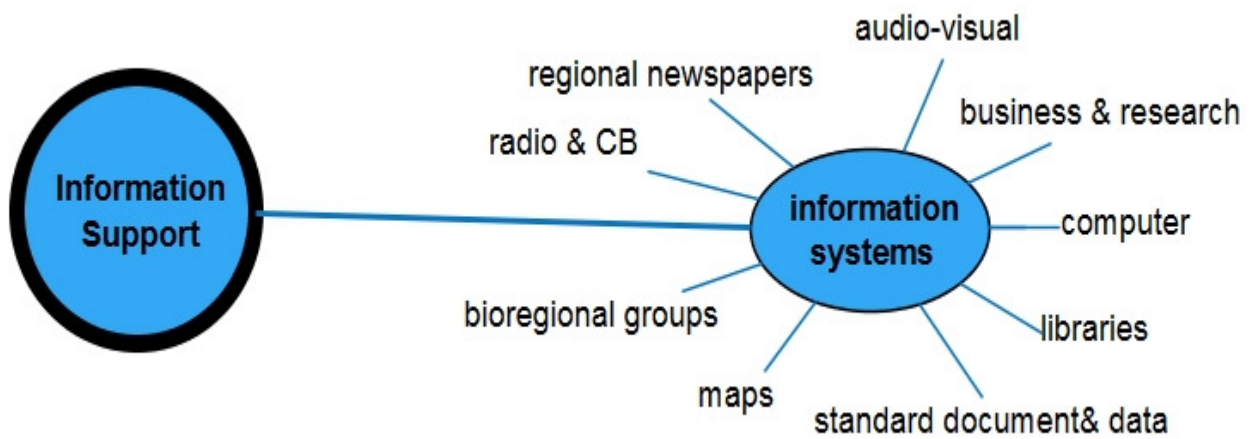 audio-visual
regional newspapers
business & research
radio & CB
Information
Support
information
systems
computer
bioregional groups
libraries
maps
standard document& data